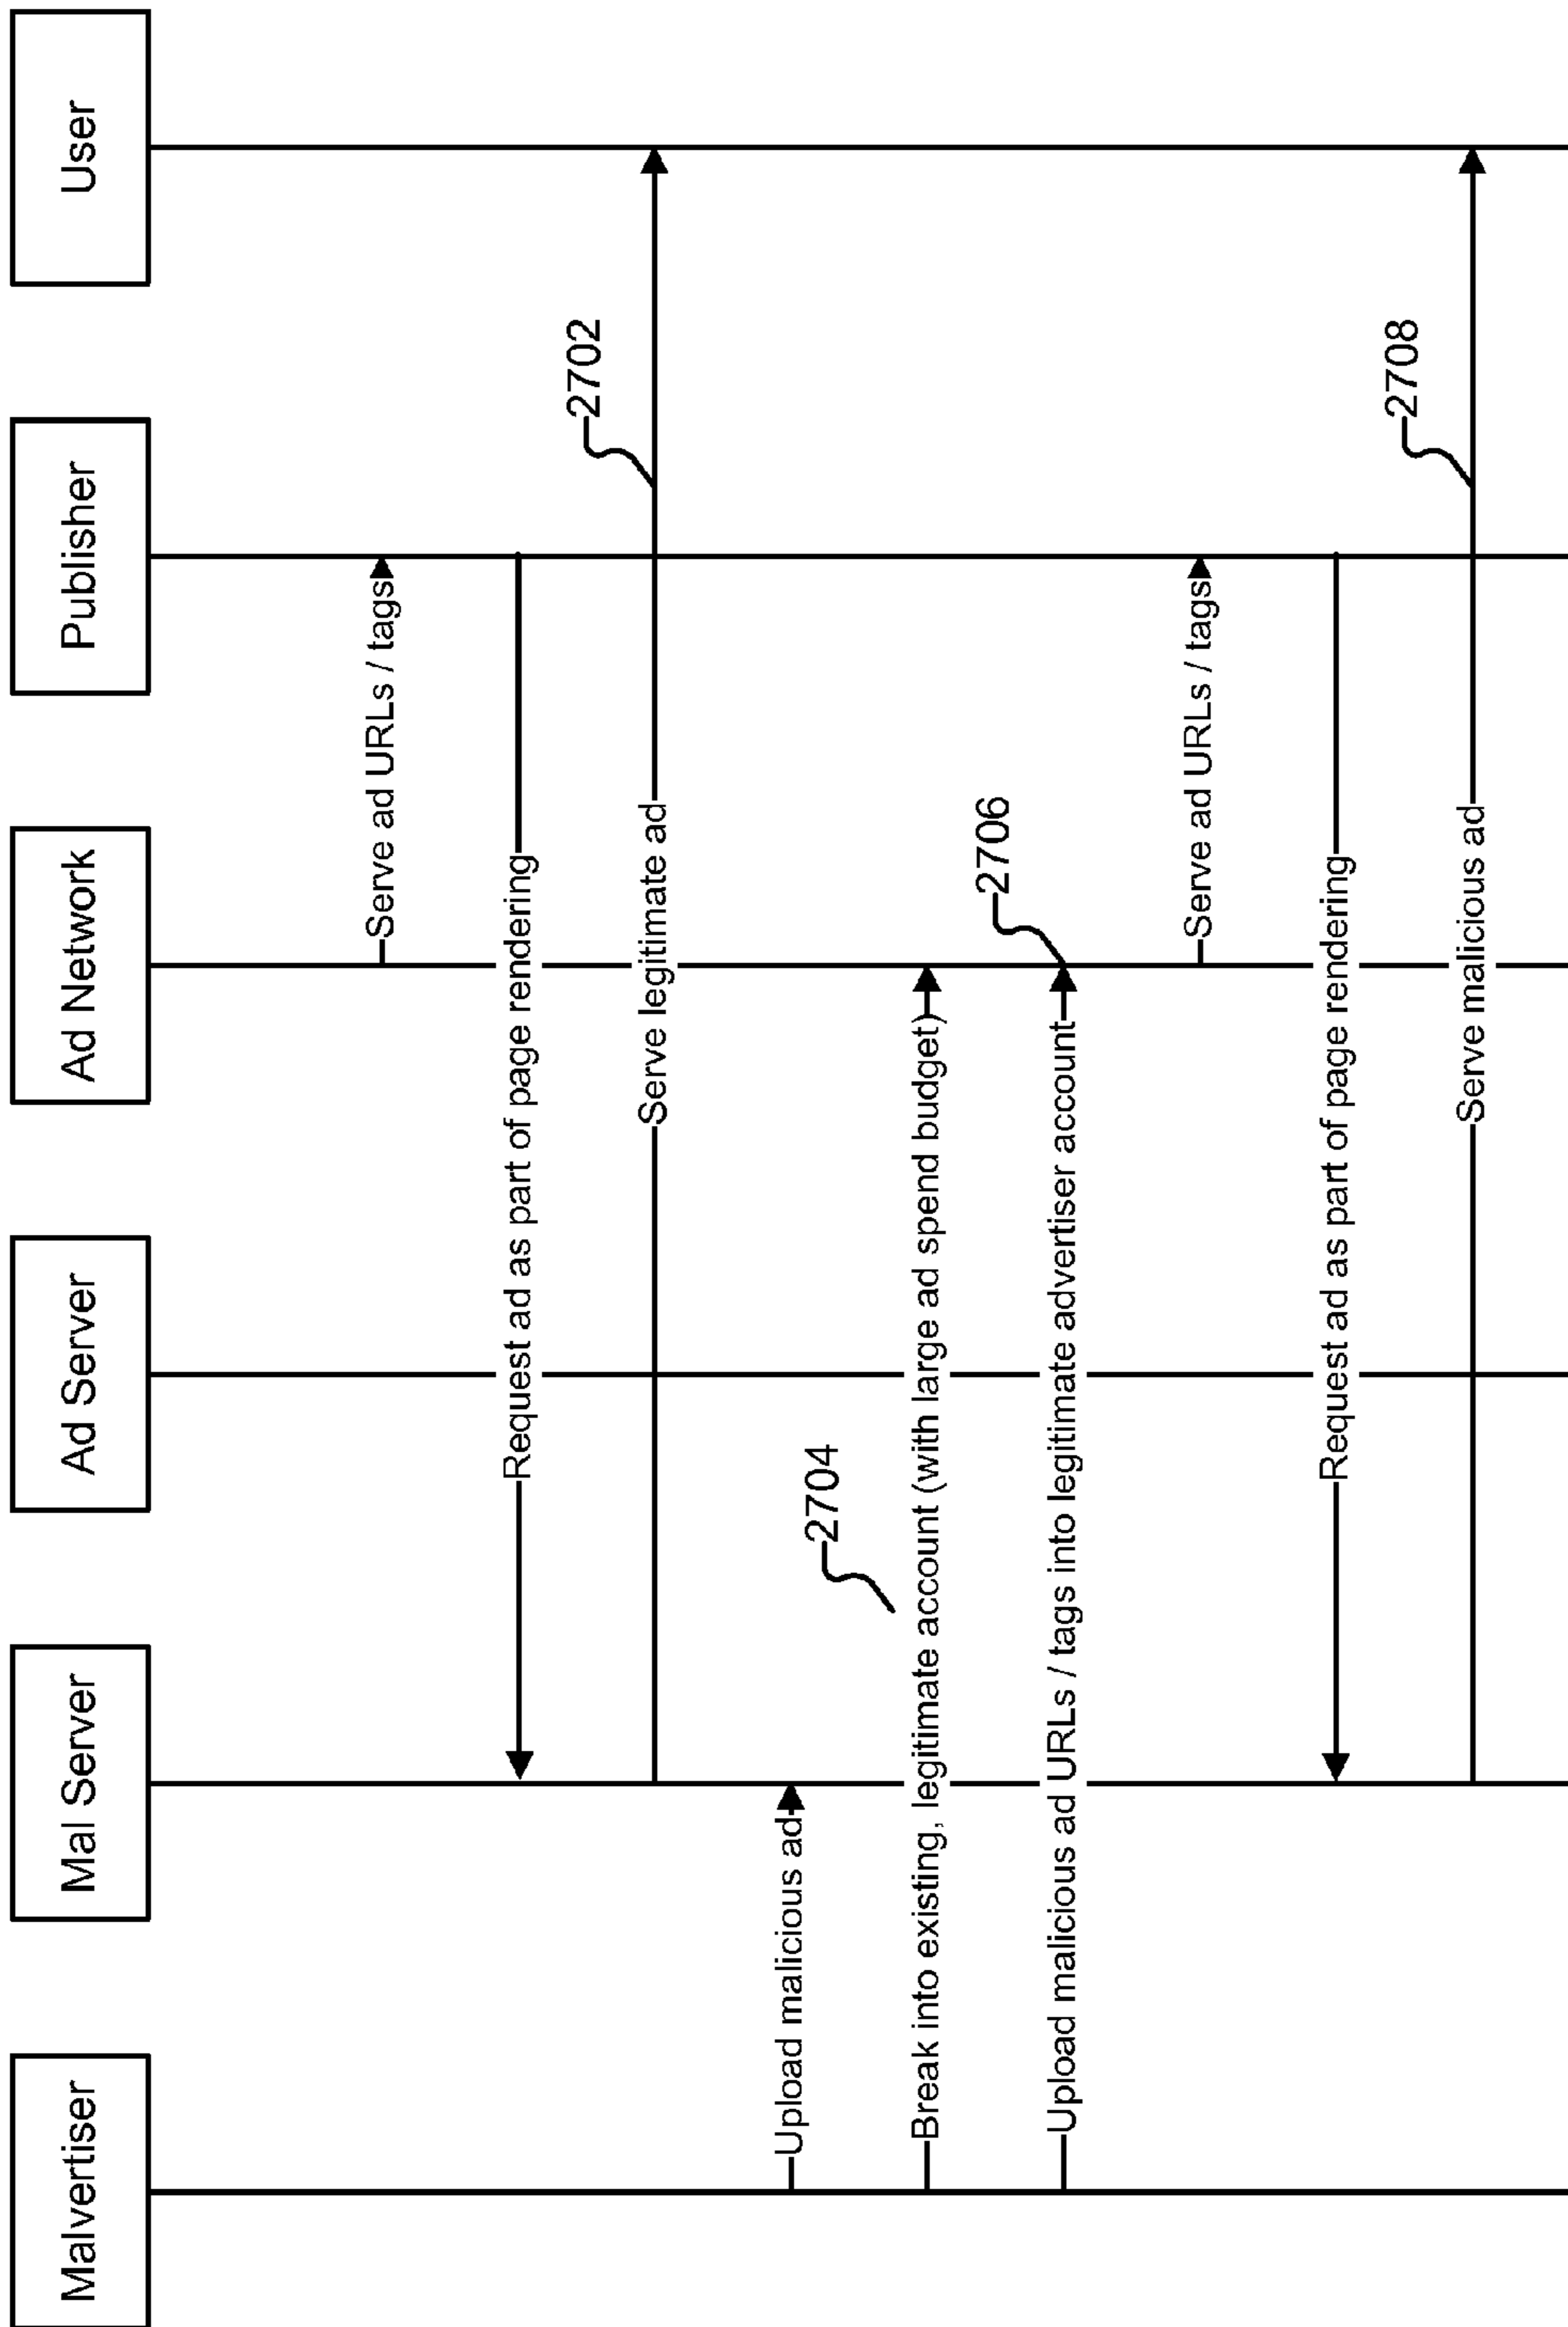 Malvertiser
Mal Server
Ad Server
Ad Network
Publisher
User
Serve ad URLs / tags
Request ad as part of page rendering
2702
Serve legitimate ad
Upload malicious ad
2704
Break into existing, legitimate account (with large ad spend budget)
2706
Upload malicious ad URLs / tags into legitimate advertiser account
Serve ad URLs / tags
Request ad as part of page rendering
2708
Serve malicious ad